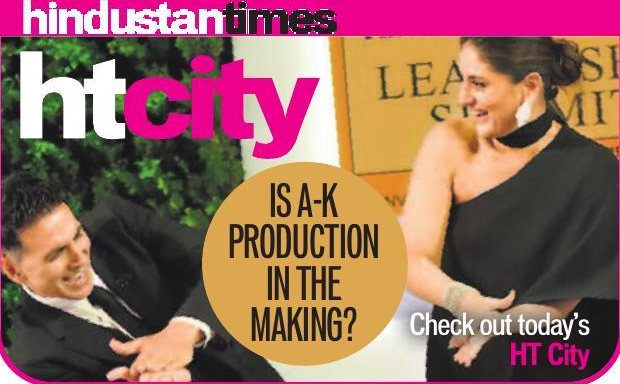 hindustantimes
htcity
IS A-K
PRODUCTION
IN THE
MAKING?
Check out today's
HT City